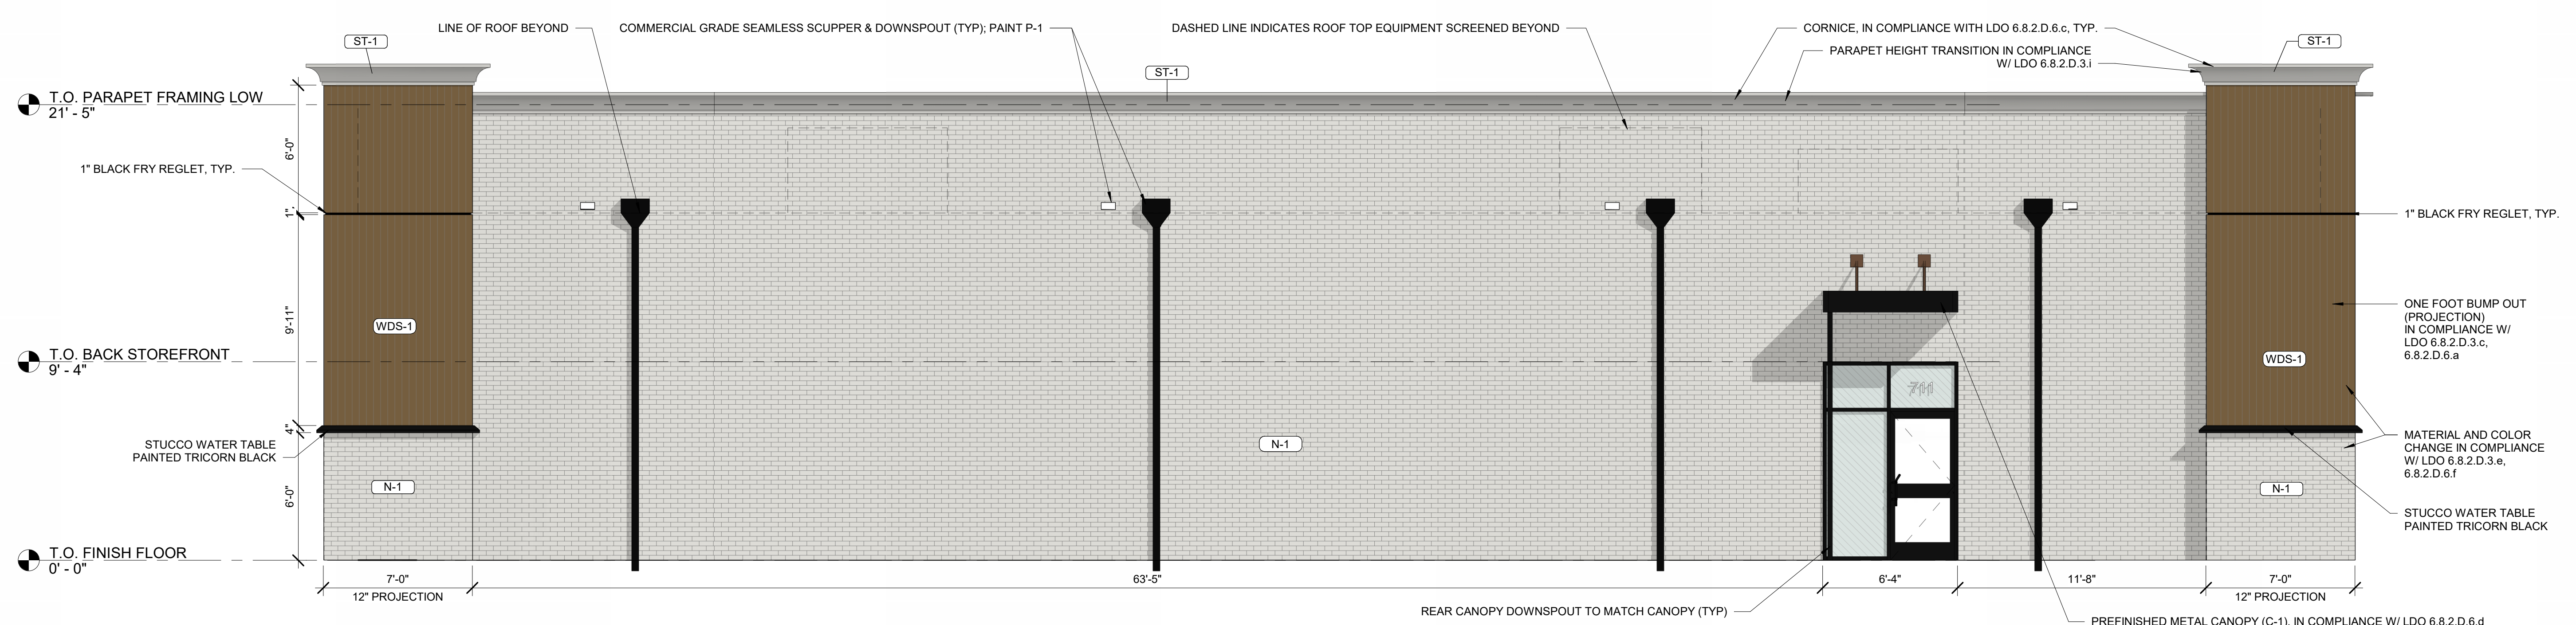 LINE OF ROOF BEYOND
COMMERCIAL GRADE SEAMLESS SCUPPER & DOWNSPOUT (TYP); PAINT P-1
DASHED LINE INDICATES ROOF TOP EQUIPMENT SCREENED BEYOND
CORNICE, IN COMPLIANCE WITH LDO 6.8.2.D.6.c, TYP.
PARAPET HEIGHT TRANSITION IN COMPLIANCE
W/ LDO 6.8.2.D.3.i
ST-1
ST-1
ST-1
T.O. PARAPET FRAMING LOW
21' - 5"
6'-0"
1" BLACK FRY REGLET, TYP.
1"
1" BLACK FRY REGLET, TYP.
9'-11"
WDS-1
ONE FOOT BUMP OUT
(PROJECTION)
IN COMPLIANCE W/
LDO 6.8.2.D.3.c,
6.8.2.D.6.a
T.O. BACK STOREFRONT
9' - 4"
WDS-1
711
4"
STUCCO WATER TABLE
PAINTED TRICORN BLACK
N-1
MATERIAL AND COLOR
CHANGE IN COMPLIANCE
W/ LDO 6.8.2.D.3.e,
6.8.2.D.6.f
N-1
6'-0"
N-1
STUCCO WATER TABLE
PAINTED TRICORN BLACK
T.O. FINISH FLOOR
0' - 0"
7'-0"
63'-5"
6'-4"
11'-8"
7'-0"
12" PROJECTION
12" PROJECTION
REAR CANOPY DOWNSPOUT TO MATCH CANOPY (TYP)
PREFINISHED METAL CANOPY (C-1), IN COMPLIANCE W/ LDO 6.8.2.D.6.d